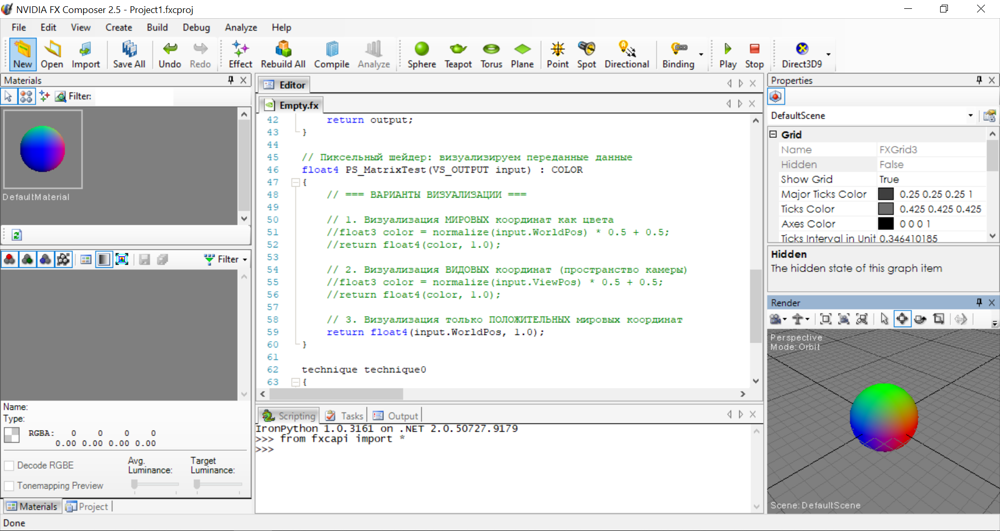 NVIDIA FX Composer 2.5 - Project1.fxcproj
File Edit View Create Build Debug Analyze Help
New Open Import Save All Undo Redo Effect Rebuild All Compile Analyze Sphere Teapot Torus Plane Point Spot Directional Binding Play Stop Direct3D9
Materials
Filter:
DefaultMaterial
Filter
Name:
Type:
RGBA: 0 0 0 0
0.00 0.00 0.00 0.00
Decode RGBE
Avg. Luminance:
Target Luminance:
Tonemapping Preview
Materials Project
Done
Editor
Empty.fx
42 return output;
43 }
44
45 // Пиксельный шейдер: визуализируем переданные данные
46 float4 PS_MatrixTest(VS_OUTPUT input) : COLOR
47 {
48 // === ВАРИАНТЫ ВИЗУАЛИЗАЦИИ ===
49
50 // 1. Визуализация МИРОВЫХ координат как цвета
51 //float3 color = normalize(input.WorldPos) * 0.5 + 0.5;
52 //return float4(color, 1.0);
53
54 // 2. Визуализация ВИДОВЫХ координат (пространство камеры)
55 //float3 color = normalize(input.ViewPos) * 0.5 + 0.5;
56 //return float4(color, 1.0);
57
58 // 3. Визуализация только ПОЛОЖИТЕЛЬНЫХ мировых координат
59 return float4(input.WorldPos, 1.0);
60 }
61
62 technique technique0
63 {
Scripting Tasks Output
IronPython 1.0.3161 on .NET 2.0.50727.9179
>>> from fxcapi import *
>>>
Properties
DefaultScene
Grid
Name FXGrid3
Hidden False
Show Grid True
Major Ticks Color 0.25 0.25 0.25 1
Ticks Color 0.425 0.425 0.425
Axes Color 0 0 0 1
Ticks Interval in Unit 0.346410185
Hidden
The hidden state of this graph item
Render
Perspective
Mode: Orbit
Scene: DefaultScene